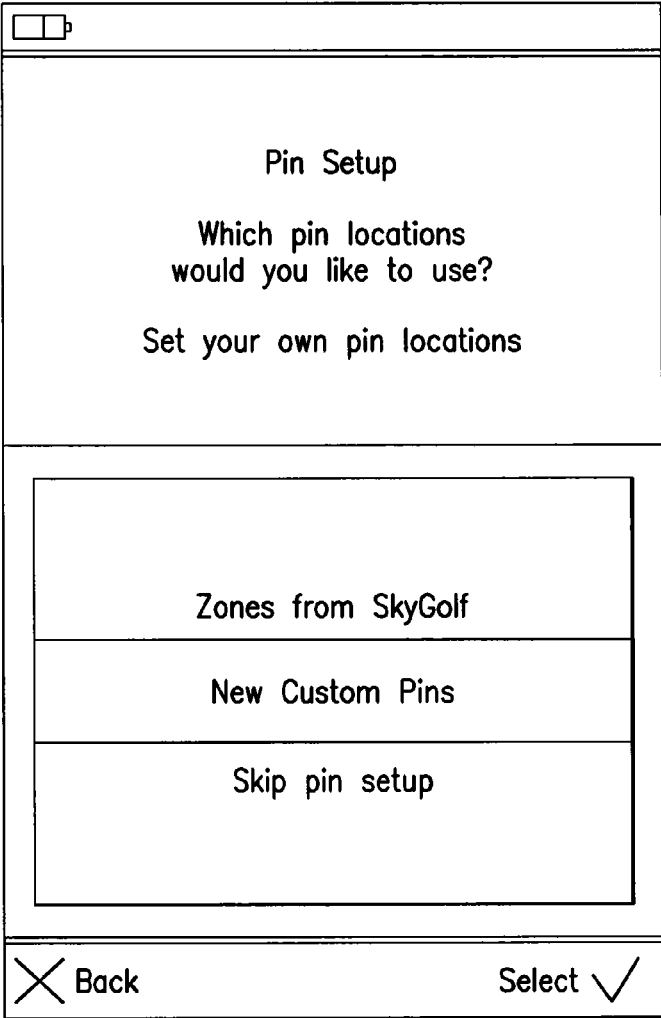 Pin Setup
Which pin locations
would you like to use?
Set your own pin locations
Zones from SkyGolf
New Custom Pins
Skip pin setup
Back
Select